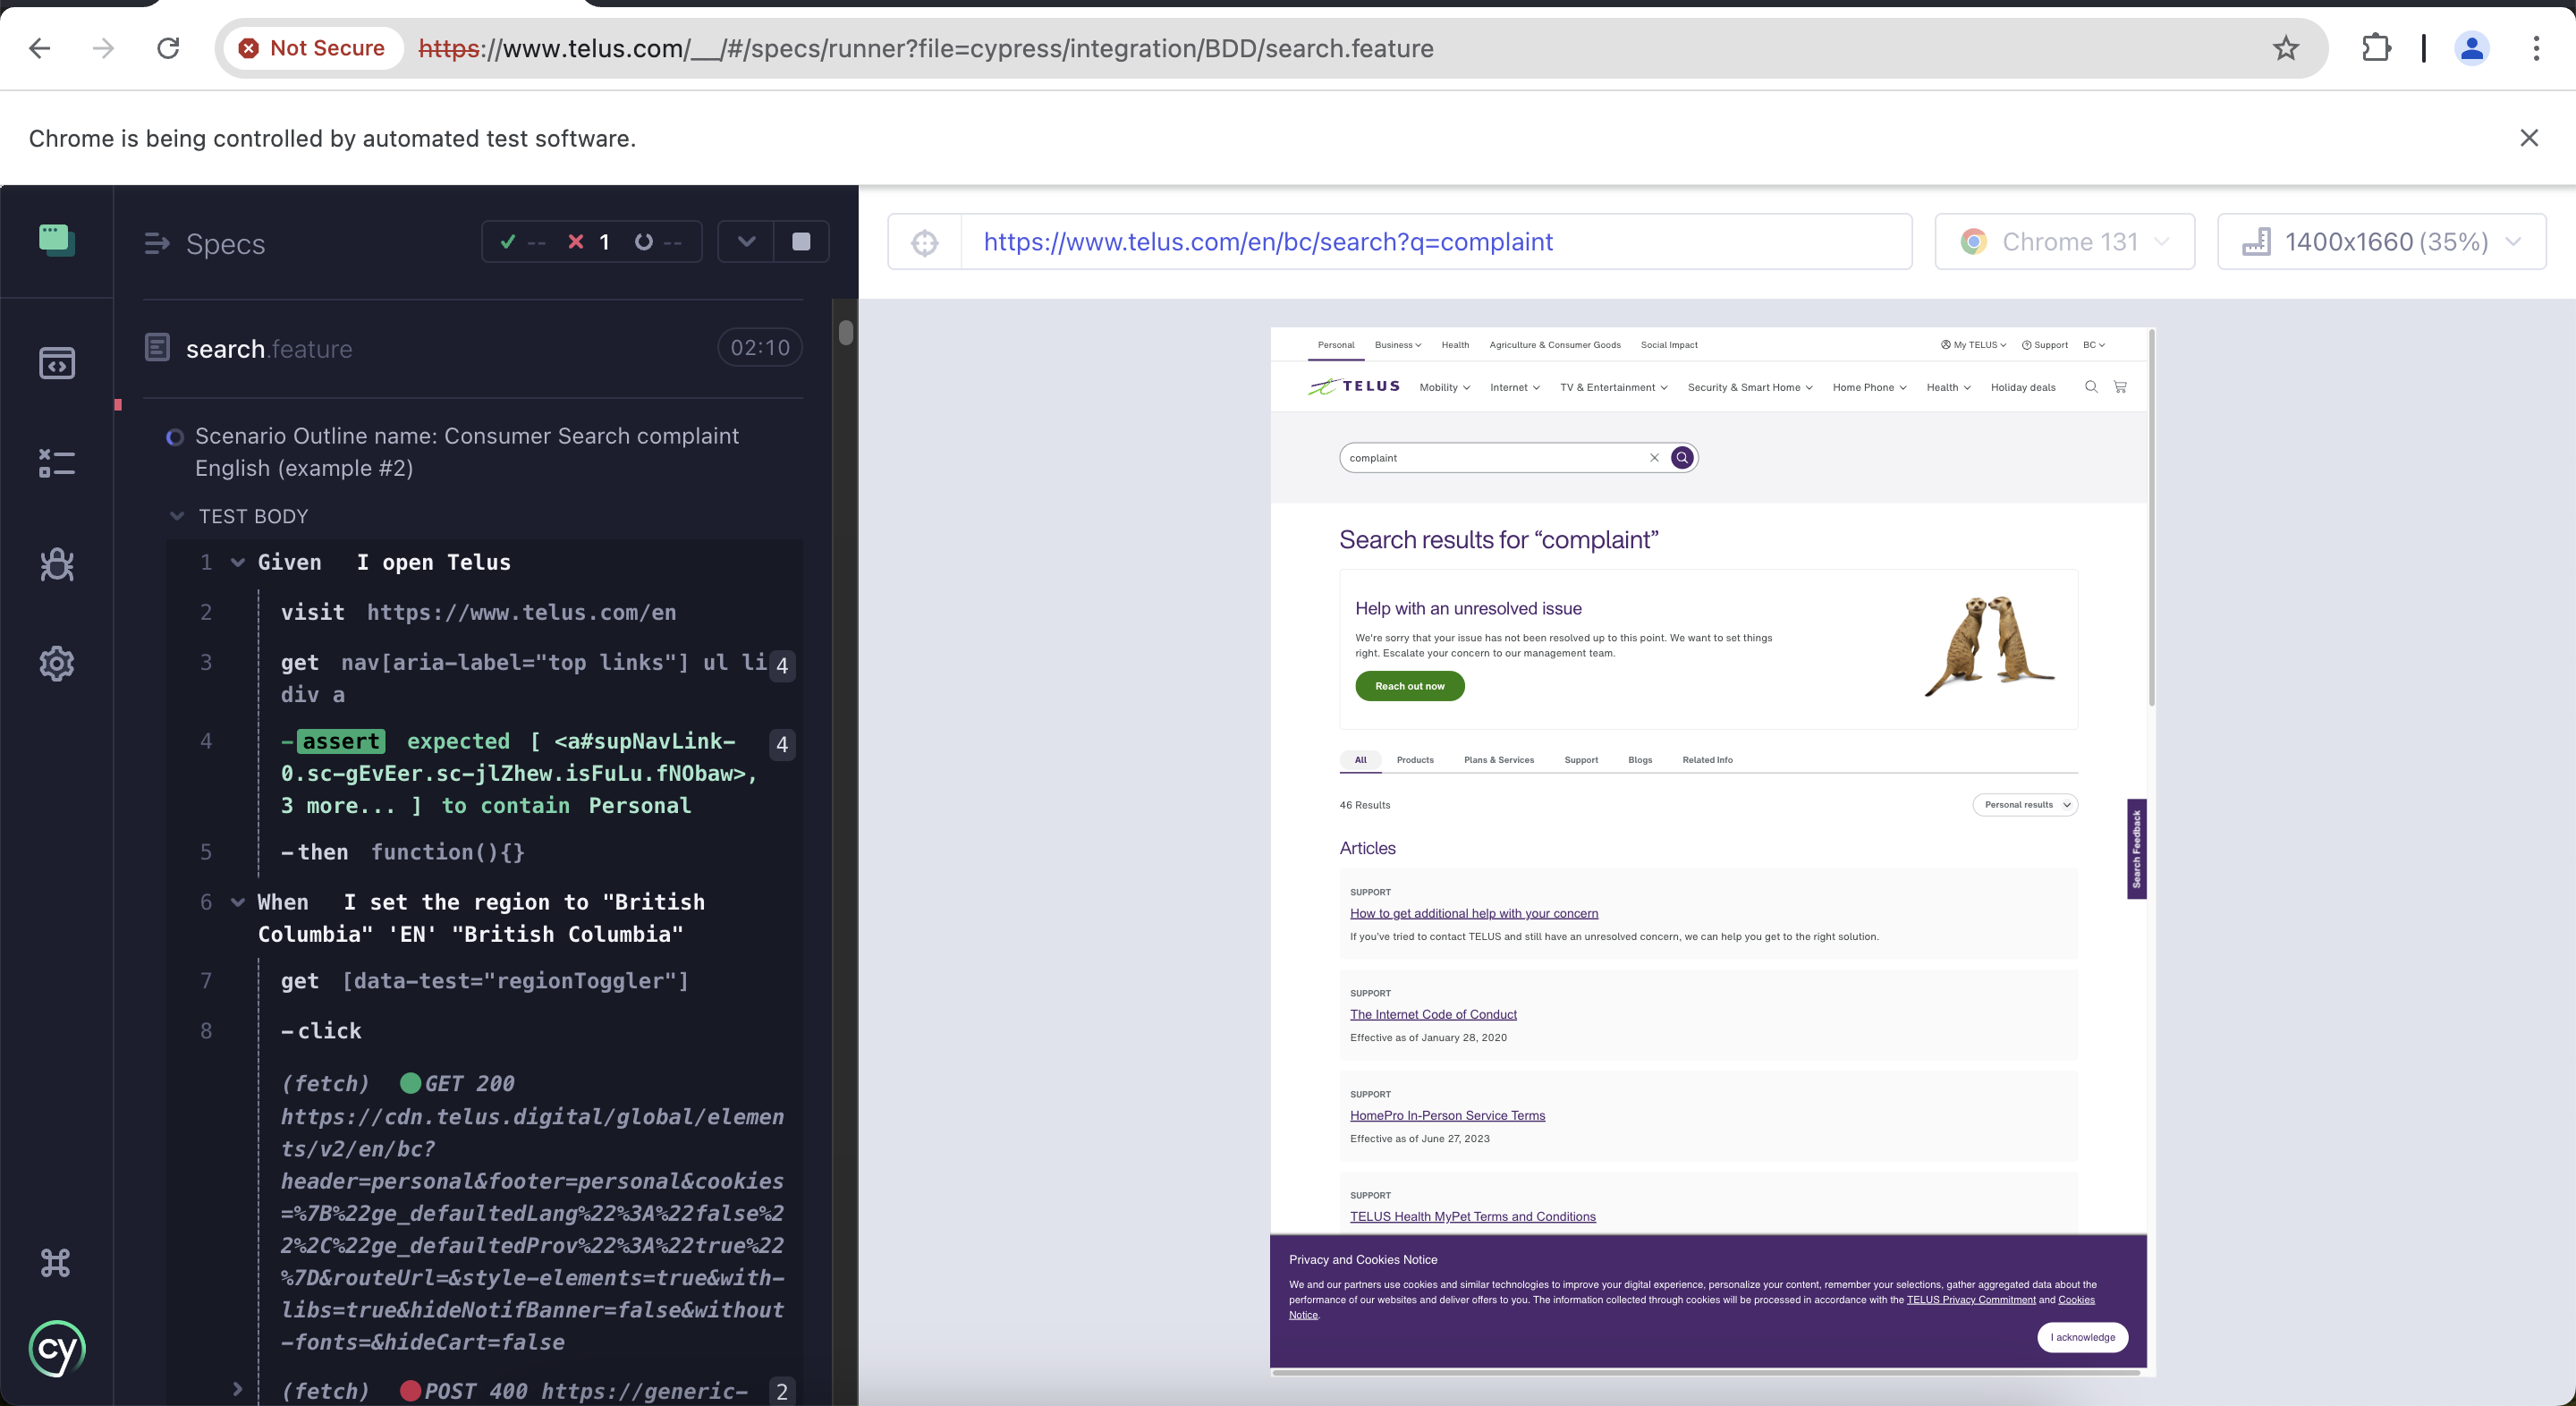 Not Secure https://www.telus.com/__/#/specs/runner?file=cypress/integration/BDD/search.feature
Chrome is being controlled by automated test software.
Specs
-- 1 --
search.feature 02:10
Scenario Outline name: Consumer Search complaint
English (example #2)
TEST BODY
1 Given I open Telus
2 visit https://www.telus.com/en
3 get nav[aria-label="top links"] ul li 4
div a
4 -assert expected [ <a#supNavLink- 4
0.sc-gEvEer.sc-jlZhew.isFuLu.fNObaw>,
3 more... ] to contain Personal
5 -then function(){}
6 When I set the region to "British
Columbia" 'EN' "British Columbia"
7 get [data-test="regionToggler"]
8 -click
(fetch) GET 200
https://cdn.telus.digital/global/elemen
ts/v2/en/bc?
header=personal&footer=personal&cookies
=%7B%22ge_defaultedLang%22%3A%22false%2
2%2C%22ge_defaultedProv%22%3A%22true%22
%7D&routeUrl=&style-elements=true&with-
libs=true&hideNotifBanner=false&without
-fonts=&hideCart=false
(fetch) POST 400 https://generic- 2
cy
https://www.telus.com/en/bc/search?q=complaint
Chrome 131
1400x1660 (35%)
Personal Business Health Agriculture & Consumer Goods Social Impact My TELUS Support BC
TELUS Mobility Internet TV & Entertainment Security & Smart Home Home Phone Health Holiday deals
complaint
Search results for “complaint”
Help with an unresolved issue
We're sorry that your issue has not been resolved up to this point. We want to set things
right. Escalate your concern to our management team.
Reach out now
All Products Plans & Services Support Blogs Related Info
46 Results Personal results
Search Feedback
Articles
SUPPORT
How to get additional help with your concern
If you've tried to contact TELUS and still have an unresolved concern, we can help you get to the right solution.
SUPPORT
The Internet Code of Conduct
Effective as of January 28, 2020
SUPPORT
HomePro In-Person Service Terms
Effective as of June 27, 2023
SUPPORT
TELUS Health MyPet Terms and Conditions
Privacy and Cookies Notice
We and our partners use cookies and similar technologies to improve your digital experience, personalize your content, remember your selections, gather aggregated data about the
performance of our websites and deliver offers to you. The information collected through cookies will be processed in accordance with the TELUS Privacy Commitment and Cookies
Notice.
I acknowledge